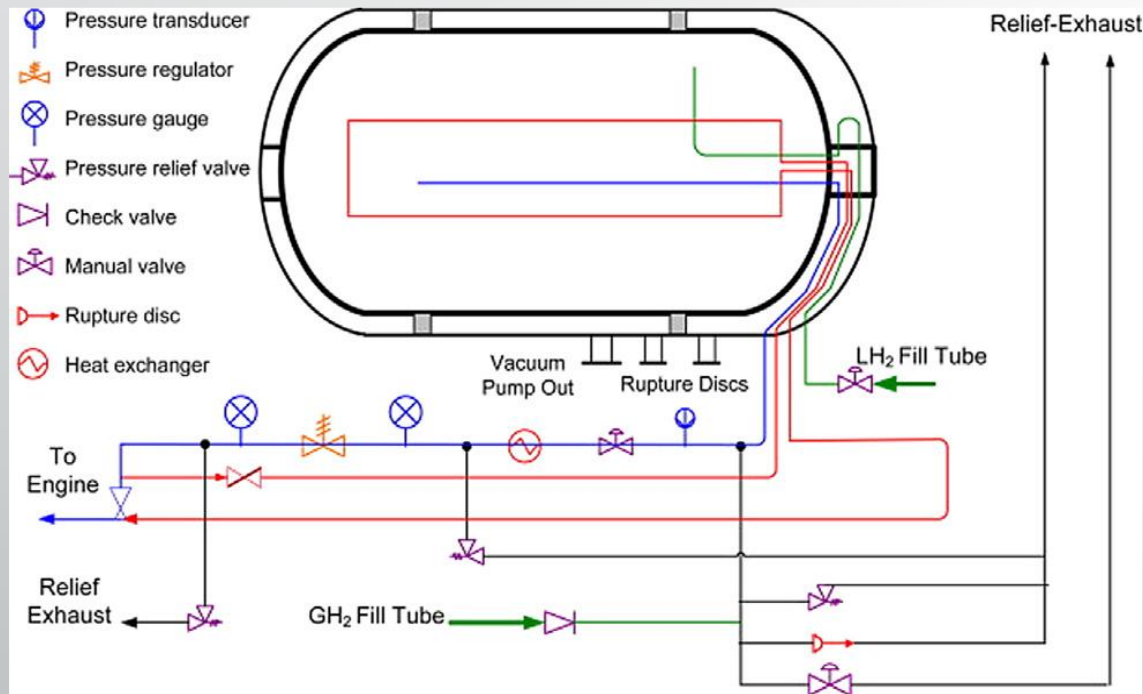 Pressure transducer
Pressure regulator
Pressure gauge
Pressure relief valve
Check valve
Manual valve
Rupture disc
Heat exchanger
Relief-Exhaust
Vacuum
Pump Out
Rupture Discs
LH₂ Fill Tube
To
Engine
Relief
Exhaust
GH₂ Fill Tube